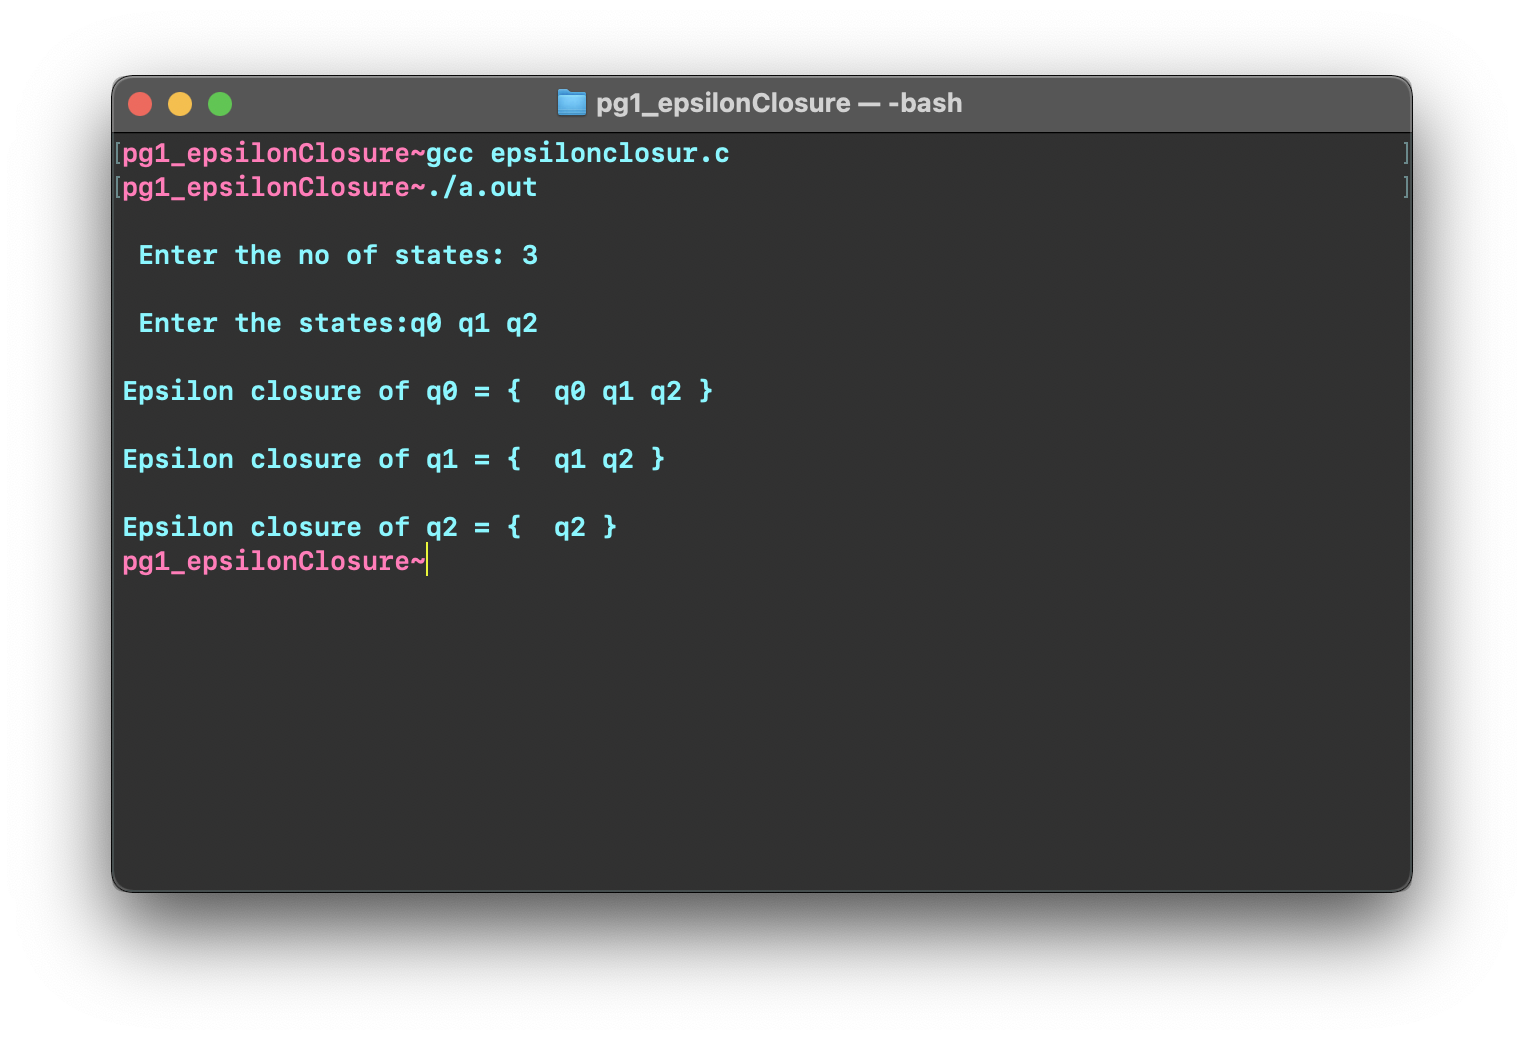 pg1_epsilonClosure — -bash
[pg1_epsilonClosure~gcc epsilonclosur.c ]
[pg1_epsilonClosure~./a.out ]
Enter the no of states: 3
Enter the states:q0 q1 q2
Epsilon closure of q0 = {  q0 q1 q2 }
Epsilon closure of q1 = {  q1 q2 }
Epsilon closure of q2 = {  q2 }
pg1_epsilonClosure~